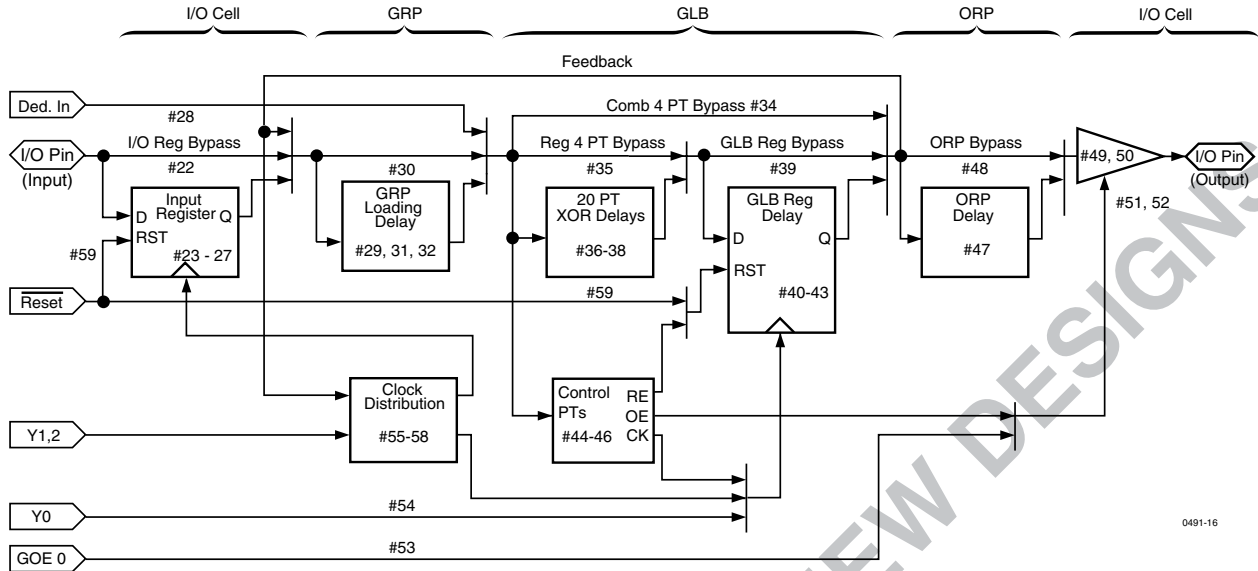 I/O Cell GRP GLB ORP I/O Cell
Feedback
Ded. In
#28
Comb 4 PT Bypass #34
I/O Pin
(Input)
I/O Reg Bypass
#22
#30
Reg 4 PT Bypass
#35
GLB Reg Bypass
#39
ORP Bypass
#48
#49, 50
I/O Pin
(Output)
#51, 52
Input
Register
D Q
RST
#23 - 27
#59
GRP
Loading
Delay
#29, 31, 32
20 PT
XOR Delays
#36-38
GLB Reg
Delay
D Q
RST
#40-43
ORP
Delay
#47
Reset
#59
Clock
Distribution
#55-58
Control
PTs
#44-46
RE
OE
CK
Y1,2
Y0
#54
GOE 0
#53
0491-16
EW DESIGNS